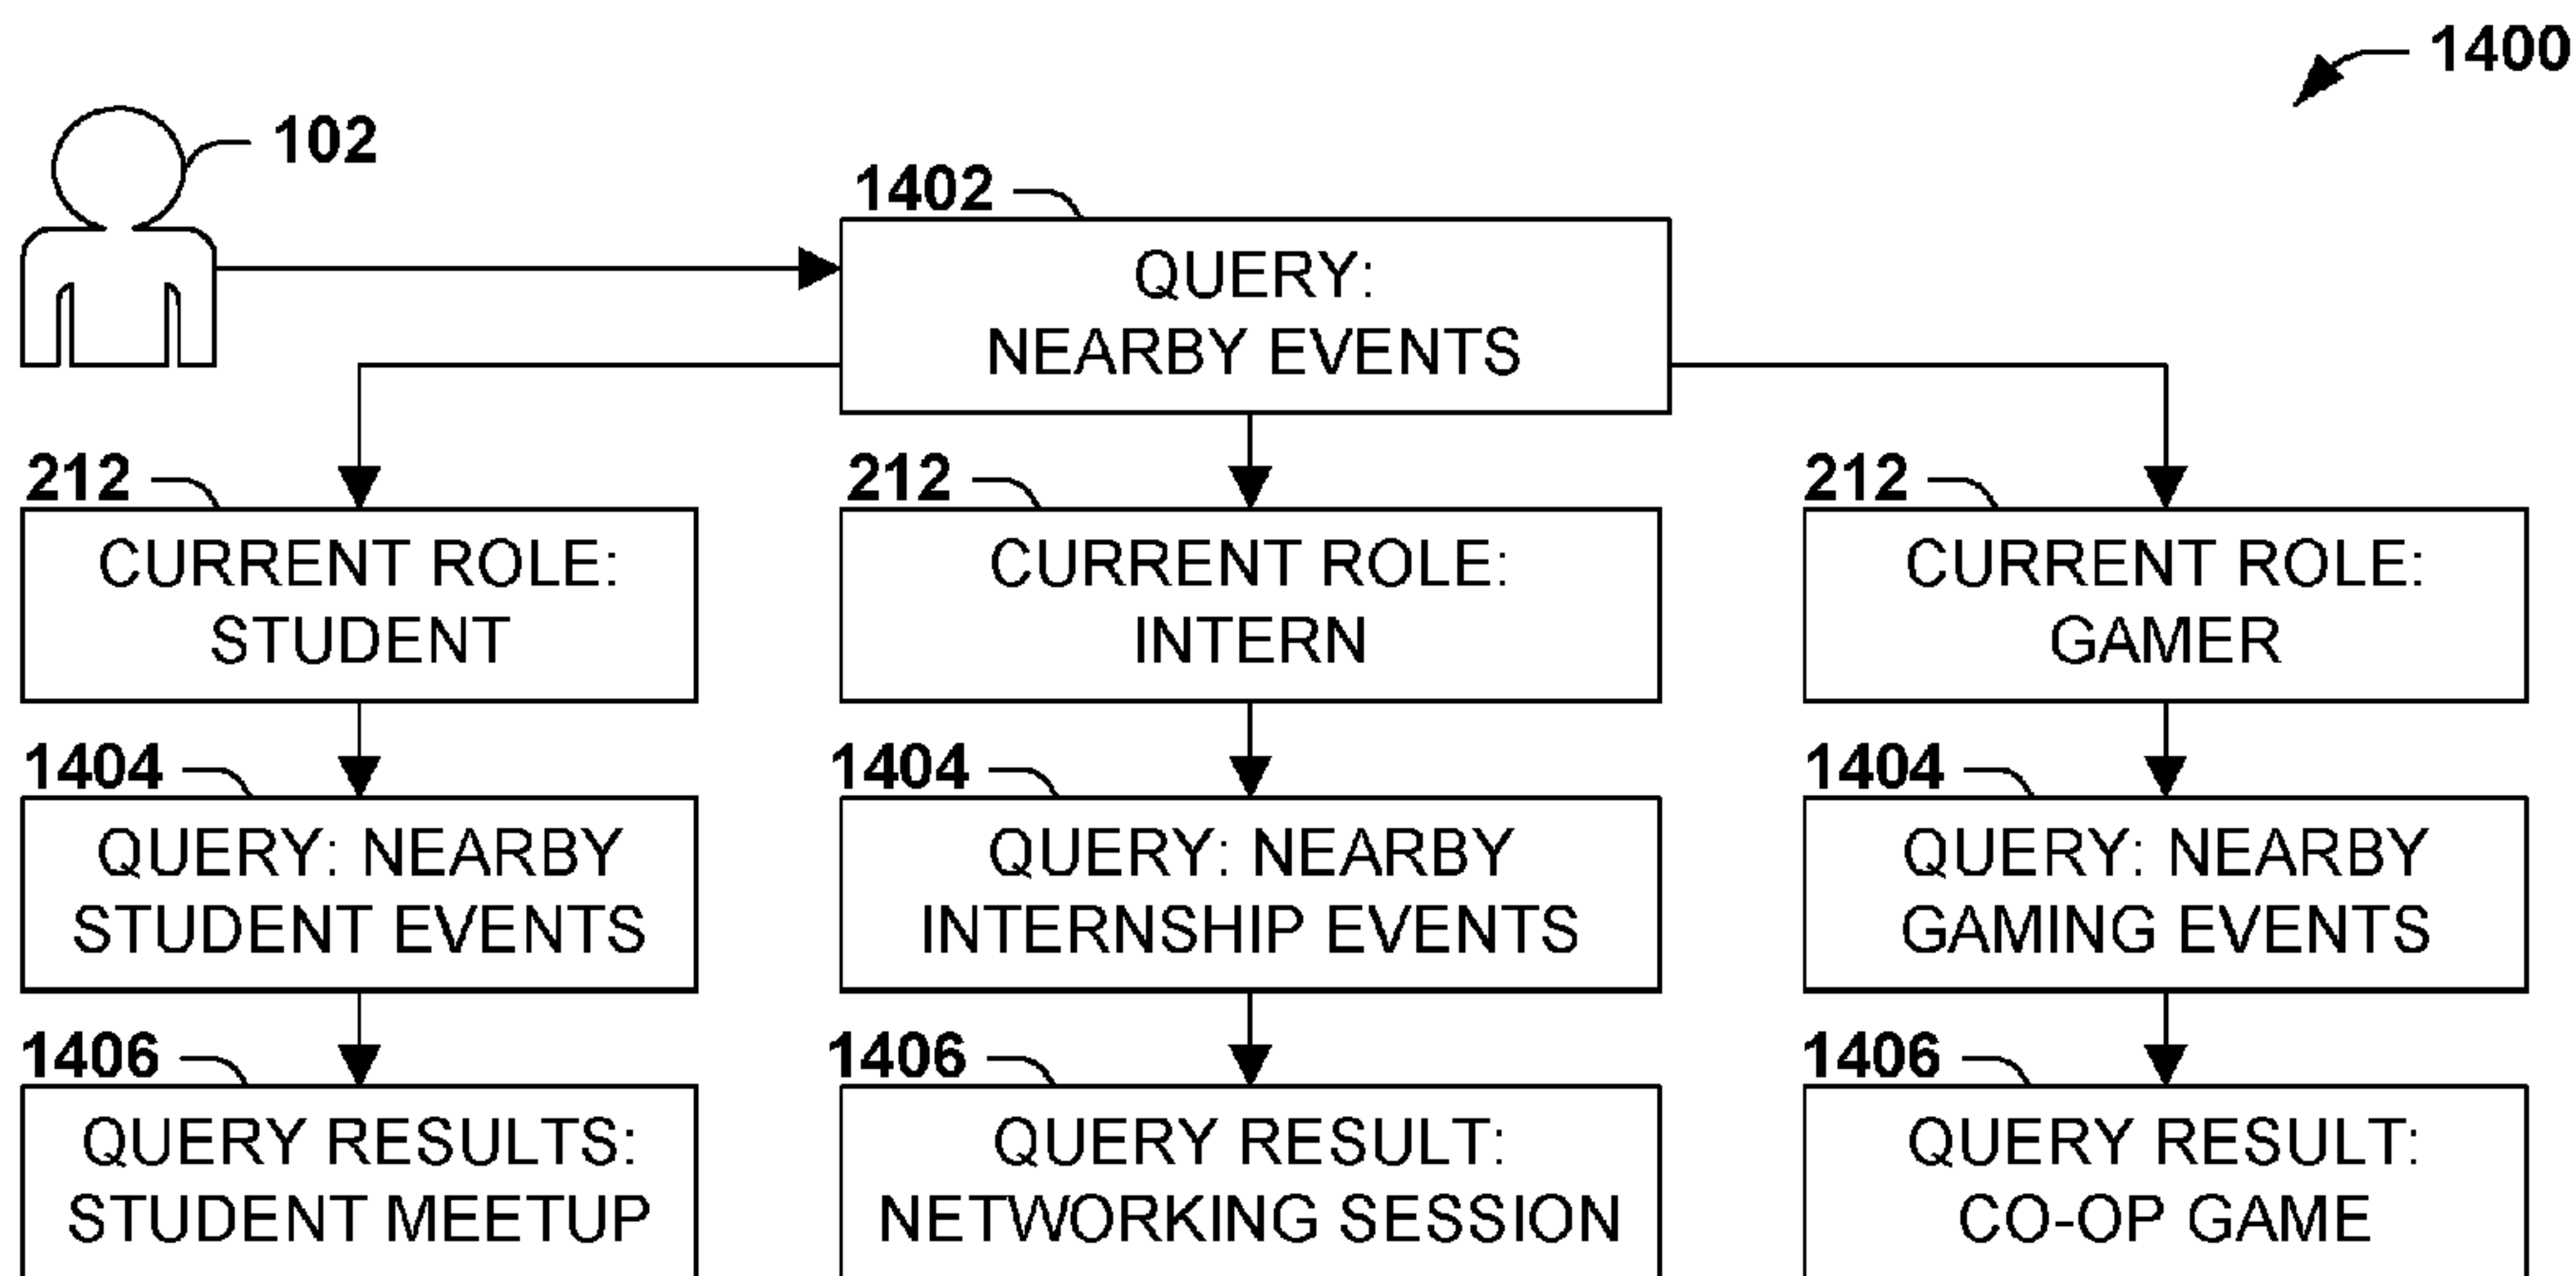 1400
102
1402
QUERY:
NEARBY EVENTS
212
CURRENT ROLE:
STUDENT
212
CURRENT ROLE:
INTERN
212
CURRENT ROLE:
GAMER
1404
QUERY: NEARBY
STUDENT EVENTS
1404
QUERY: NEARBY
INTERNSHIP EVENTS
1404
QUERY: NEARBY
GAMING EVENTS
1406
QUERY RESULTS:
STUDENT MEETUP
1406
QUERY RESULT:
NETWORKING SESSION
1406
QUERY RESULT:
CO-OP GAME